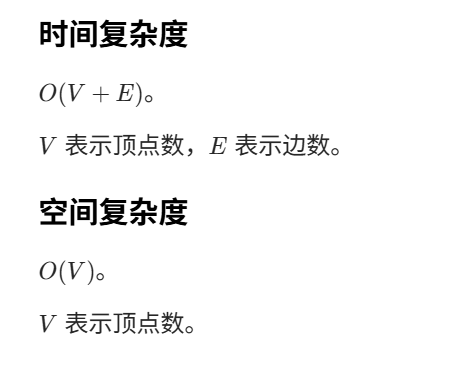 时间复杂度
O(V + E)。
V 表示顶点数，E 表示边数。
空间复杂度
O(V)。
V 表示顶点数。